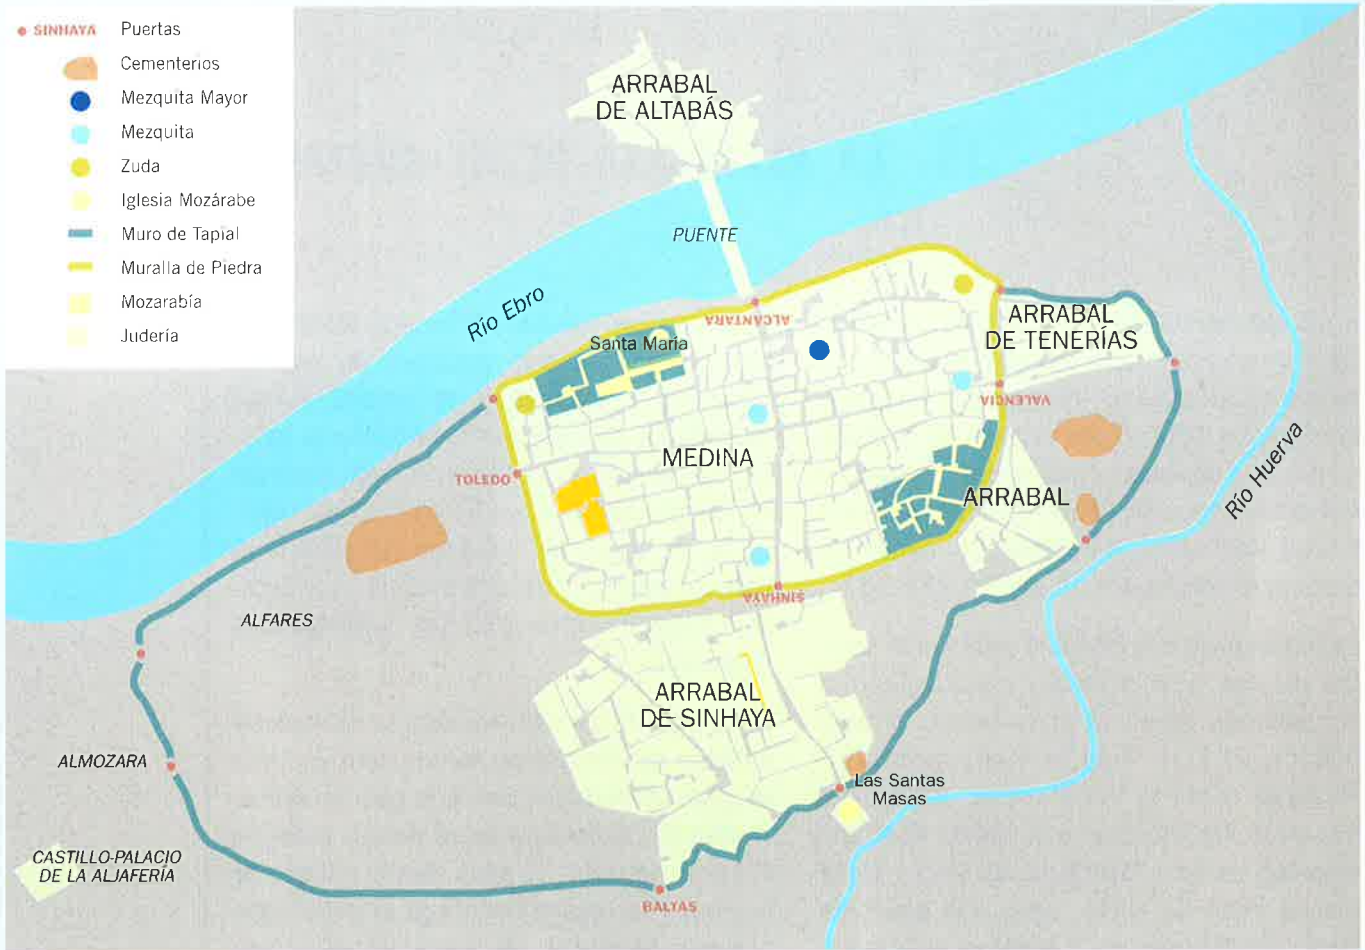 SINHAYA Puertas
Cementerios
Mezquita Mayor
Mezquita
Zuda
Iglesia Mozárabe
Muro de Tapial
Muralla de Piedra
Mozarabía
Judería
ARRABAL
DE ALTABÁS
PUENTE
Río Ebro
ALCANTARA
Santa María
ARRABAL
DE TENERÍAS
VALENCIA
MEDINA
TOLEDO
ARRABAL
Río Huerva
SINHAYA
ALFARES
ARRABAL
DE SINHAYA
ALMOZARA
Las Santas
Masas
CASTILLO-PALACIO
DE LA ALJAFERÍA
BALTAS